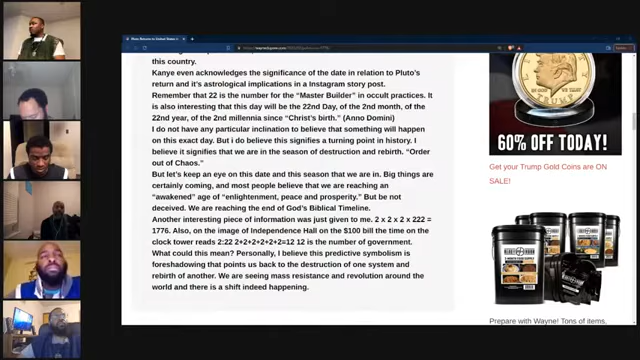 this country.
Kanye even acknowledges the significance of the date in relation to Pluto's
return and it's astrological implications in a Instagram story post.
Remember that 22 is the number for the "Master Builder" in occult practices. It
is also interesting that this day will be the 22nd Day, of the 2nd month, of the
22nd year, of the 2nd millennia since "Christ's birth." (Anno Domini)
I do not have any particular inclination to believe that something will happen
on this exact day. But i do believe this signifies a turning point in history. I
believe it signifies that we are in the season of destruction and rebirth. "Order
out of Chaos."
But let's keep an eye on this date and this season that we are in. Big things are
certainly coming, and most people believe that we are reaching an
"awakened" age of "enlightenment, peace and prosperity." But be not
deceived. We are reaching the end of God's Biblical Timeline.
Another interesting piece of information was just given to me. 2 x 2 x 2 x 222 =
1776. Also, on the image of Independence Hall on the $100 bill the time on the
clock tower reads 2:22 2+2+2+2+2+2=12 12 is the number of government.
What could this mean? Personally, I believe this predictive symbolism is
foreshadowing that points us back to the destruction of one system and
rebirth of another. We are seeing mass resistance and revolution around the
world and there is a shift indeed happening.
TRUMP
60% OFF TODAY!
Get your Trump Gold Coins are ON
SALE!
Prepare with Wayne! Tons of items,